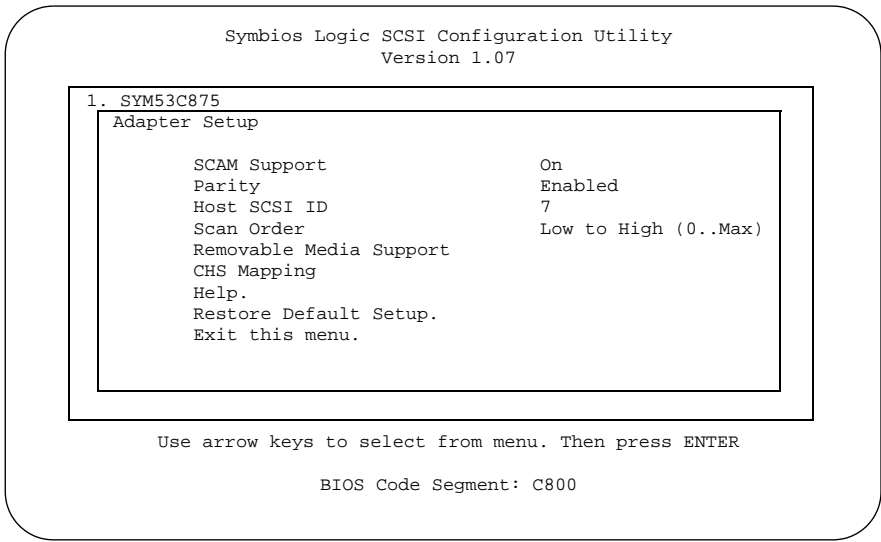 Symbios Logic SCSI Configuration Utility
Version 1.07
1. SYM53C875
Adapter Setup
SCAM Support On
Parity Enabled
Host SCSI ID 7
Scan Order Low to High (0..Max)
Removable Media Support
CHS Mapping
Help.
Restore Default Setup.
Exit this menu.
Use arrow keys to select from menu. Then press ENTER
BIOS Code Segment: C800